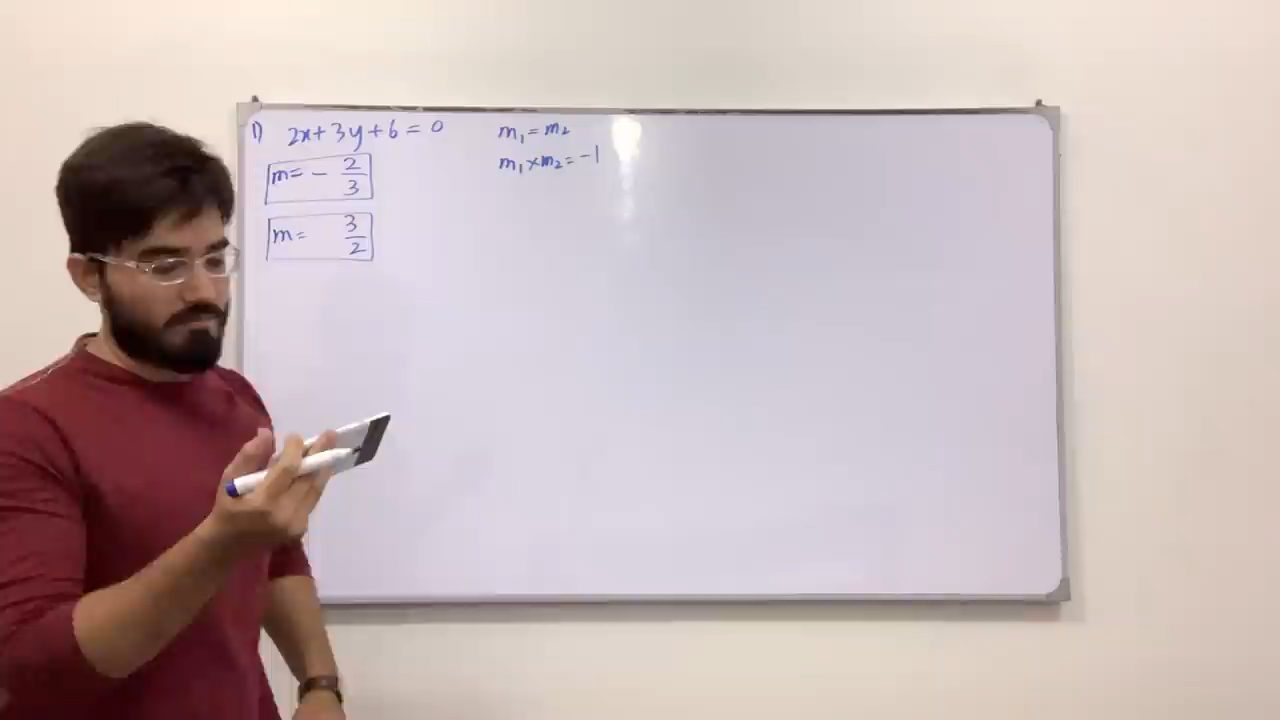 1) 2x+3y+6=0
m=-2/3
m= 3/2
m₁=m₂
m₁×m₂=-1